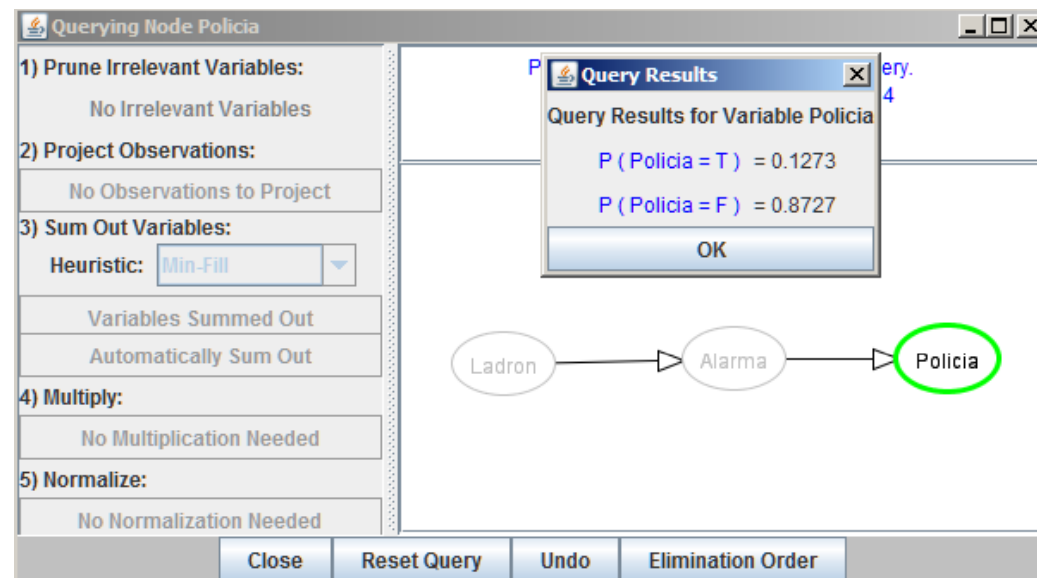 Querying Node Policia
1) Prune Irrelevant Variables:
No Irrelevant Variables
2) Project Observations:
No Observations to Project
3) Sum Out Variables:
Heuristic: Min-Fill
Variables Summed Out
Automatically Sum Out
4) Multiply:
No Multiplication Needed
5) Normalize:
No Normalization Needed
P
ery.
4
Query Results
Query Results for Variable Policia
P ( Policia = T ) = 0.1273
P ( Policia = F ) = 0.8727
OK
Ladron
Alarma
Policia
Close
Reset Query
Undo
Elimination Order